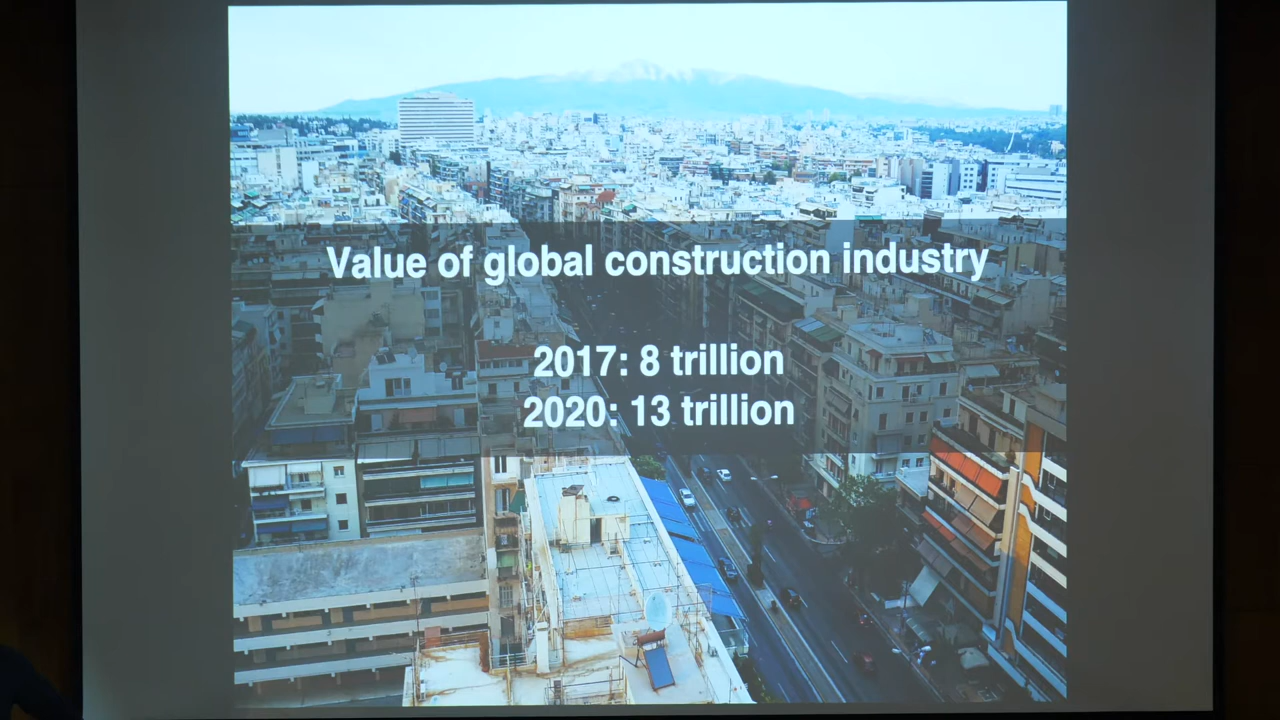 Value of global construction industry
2017: 8 trillion
2020: 13 trillion